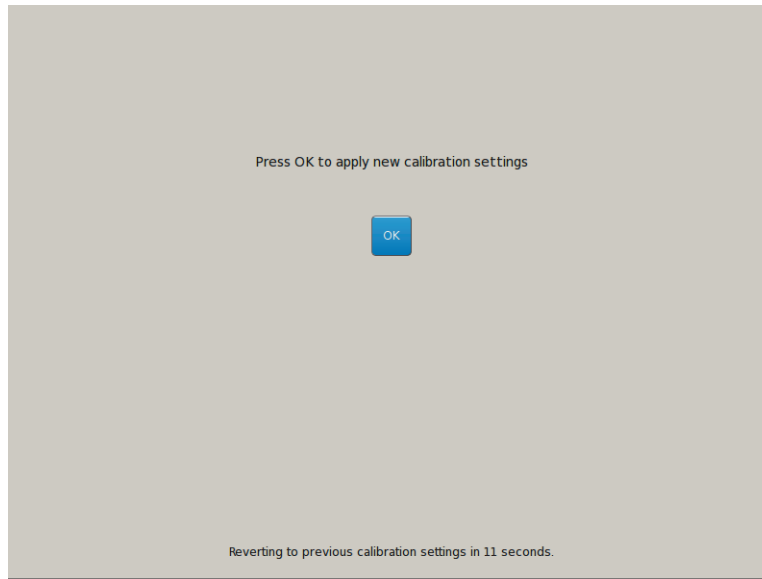 Press OK to apply new calibration settings
OK
Reverting to previous calibration settings in 11 seconds.